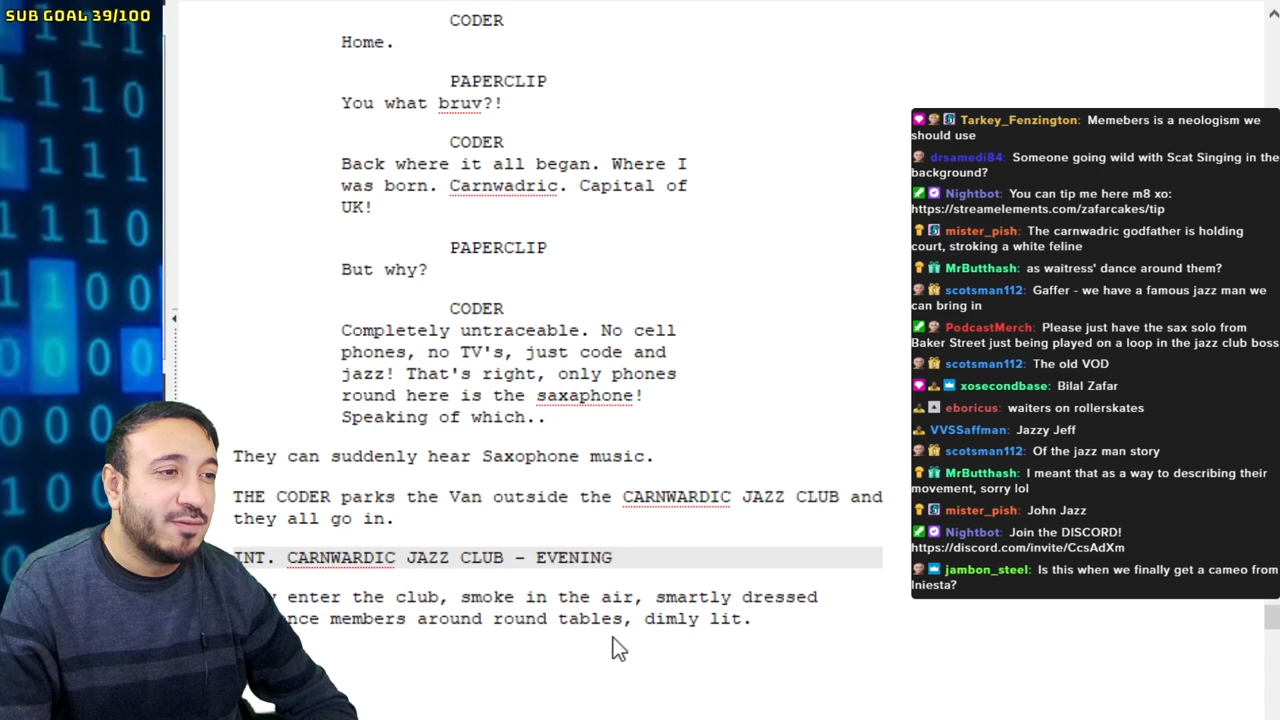 SUB GOAL 39/100
CODER
Home.
PAPERCLIP
You what bruv?!
CODER
Back where it all began. Where I
was born. Carnwadric. Capital of
UK!
PAPERCLIP
But why?
CODER
Completely untraceable. No cell
phones, no TV's, just code and
jazz! That's right, only phones
round here is the saxaphone!
Speaking of which..
They can suddenly hear Saxophone music.
THE CODER parks the Van outside the CARNWARDIC JAZZ CLUB and
they all go in.
INT. CARNWARDIC JAZZ CLUB - EVENING
enter the club, smoke in the air, smartly dressed
members around round tables, dimly lit.
Tarkey_Fenzington: Memebers is a neologism we
should use
drsamedi84: Someone going wild with Scat Singing in the
background?
Nightbot: You can tip me here m8 xo:
https://streamelements.com/zafarcakes/tip
mister_pish: The carnwadric godfather is holding
court, stroking a white feline
MrButthash: as waitress' dance around them?
scotsman112: Gaffer - we have a famous jazz man we
can bring in
PodcastMerch: Please just have the sax solo from
Baker Street just being played on a loop in the jazz club boss
scotsman112: The old VOD
xosecondbase: Bilal Zafar
eboricus: waiters on rollerskates
VVSSaffman: Jazzy Jeff
scotsman112: Of the jazz man story
MrButthash: I meant that as a way to describing their
movement, sorry lol
mister_pish: John Jazz
Nightbot: Join the DISCORD!
https://discord.com/invite/CcsAdXm
jambon_steel: Is this when we finally get a cameo from
Iniesta?